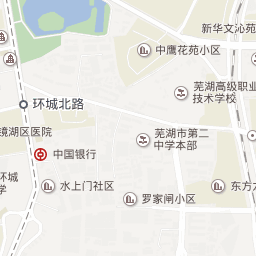 新华文沁苑
中鹰花苑小区
芜湖高级职业
技术学校
环城北路
镜湖区医院
芜湖市第二
中学本部
中国银行
环城
学
水上门社区
罗家闸小区
东方